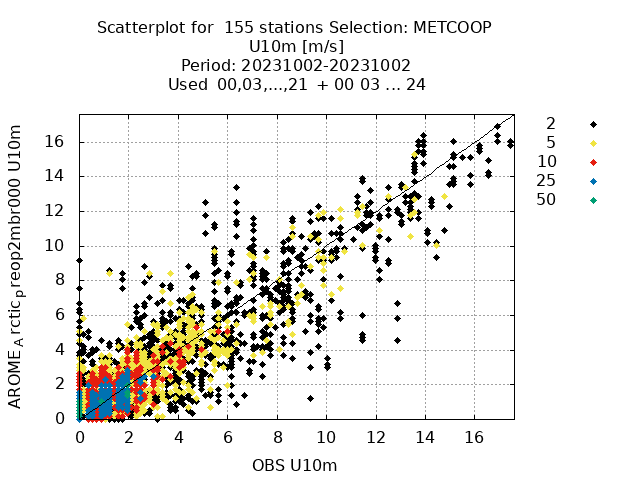 Scatterplot for  155 stations Selection: METCOOP
U10m [m/s]
Period: 20231002-20231002
Used  00,03,...,21  + 00 03 ... 24
AROME_Arctic_preop2mbr000 U10m
16
14
12
10
8
6
4
2
0
0 2 4 6 8 10 12 14 16
OBS U10m
2
5
10
25
50